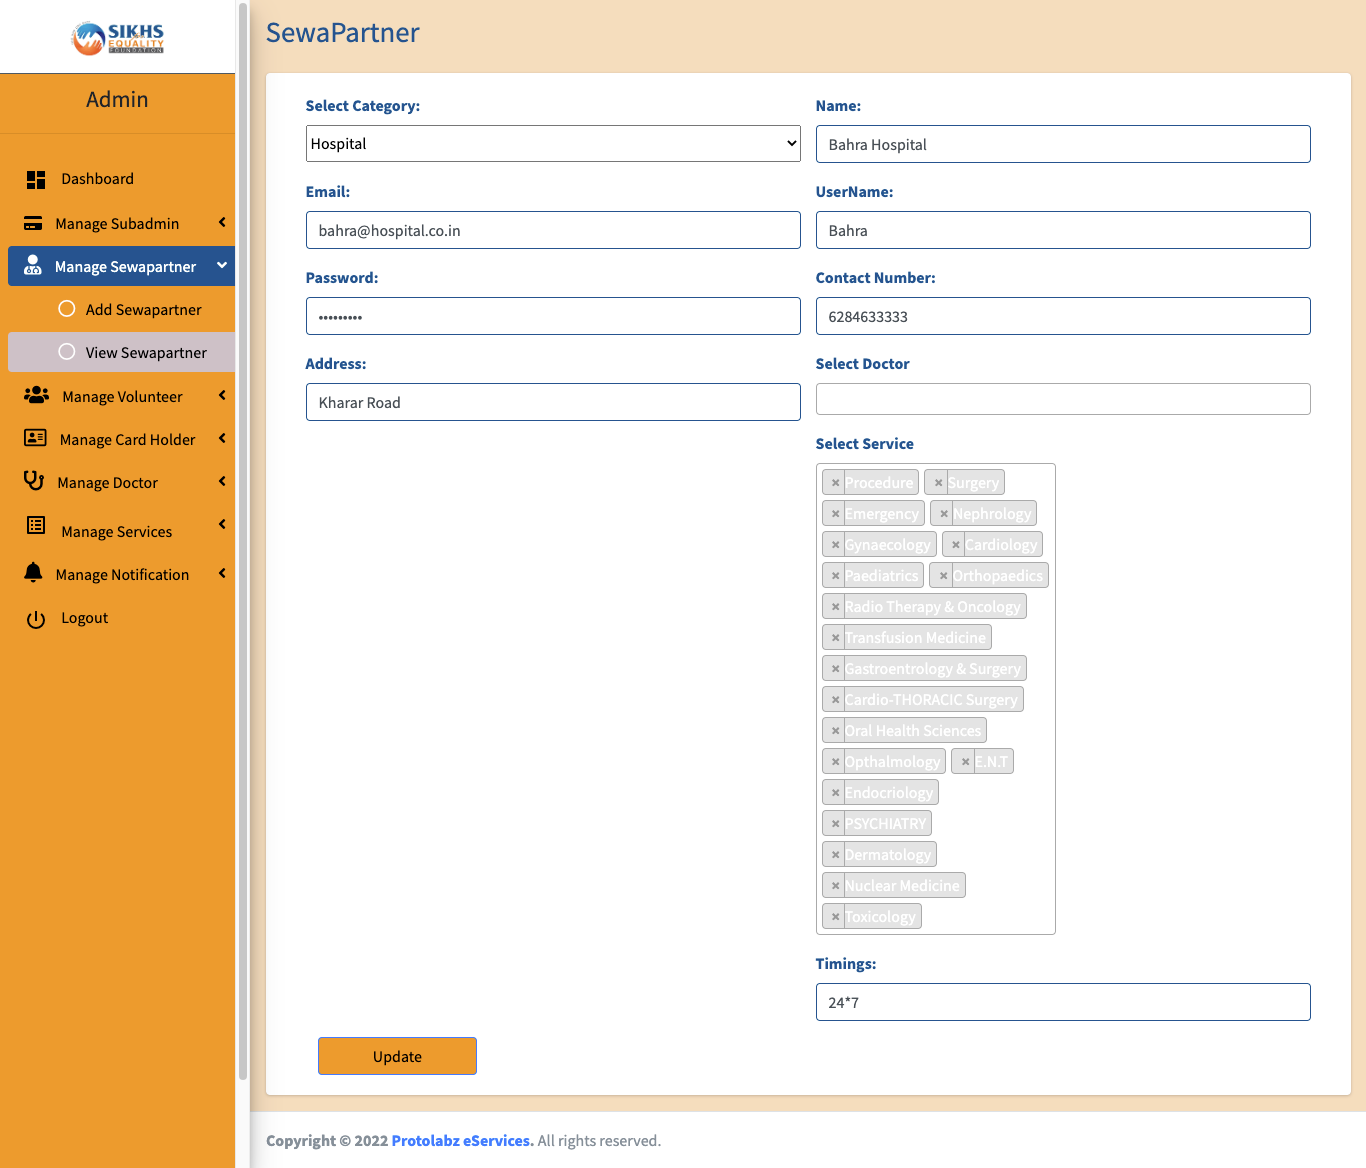 SIKHS
EQUALITY
FOUNDATION
Admin
Dashboard
Manage Subadmin
Manage Sewapartner
Add Sewapartner
View Sewapartner
Manage Volunteer
Manage Card Holder
Manage Doctor
Manage Services
Manage Notification
Logout
SewaPartner
Select Category:
Hospital
Name:
Bahra Hospital
Email:
bahra@hospital.co.in
UserName:
Bahra
Password:
•••••••••
Contact Number:
6284633333
Address:
Kharar Road
Select Doctor
Select Service
× Procedure × Surgery
× Emergency × Nephrology
× Gynaecology × Cardiology
× Paediatrics × Orthopaedics
× Radio Therapy & Oncology
× Transfusion Medicine
× Gastroentrology & Surgery
× Cardio-THORACIC Surgery
× Oral Health Sciences
× Opthalmology × E.N.T
× Endocriology
× PSYCHIATRY
× Dermatology
× Nuclear Medicine
× Toxicology
Timings:
24*7
Update
Copyright © 2022 Protolabz eServices. All rights reserved.